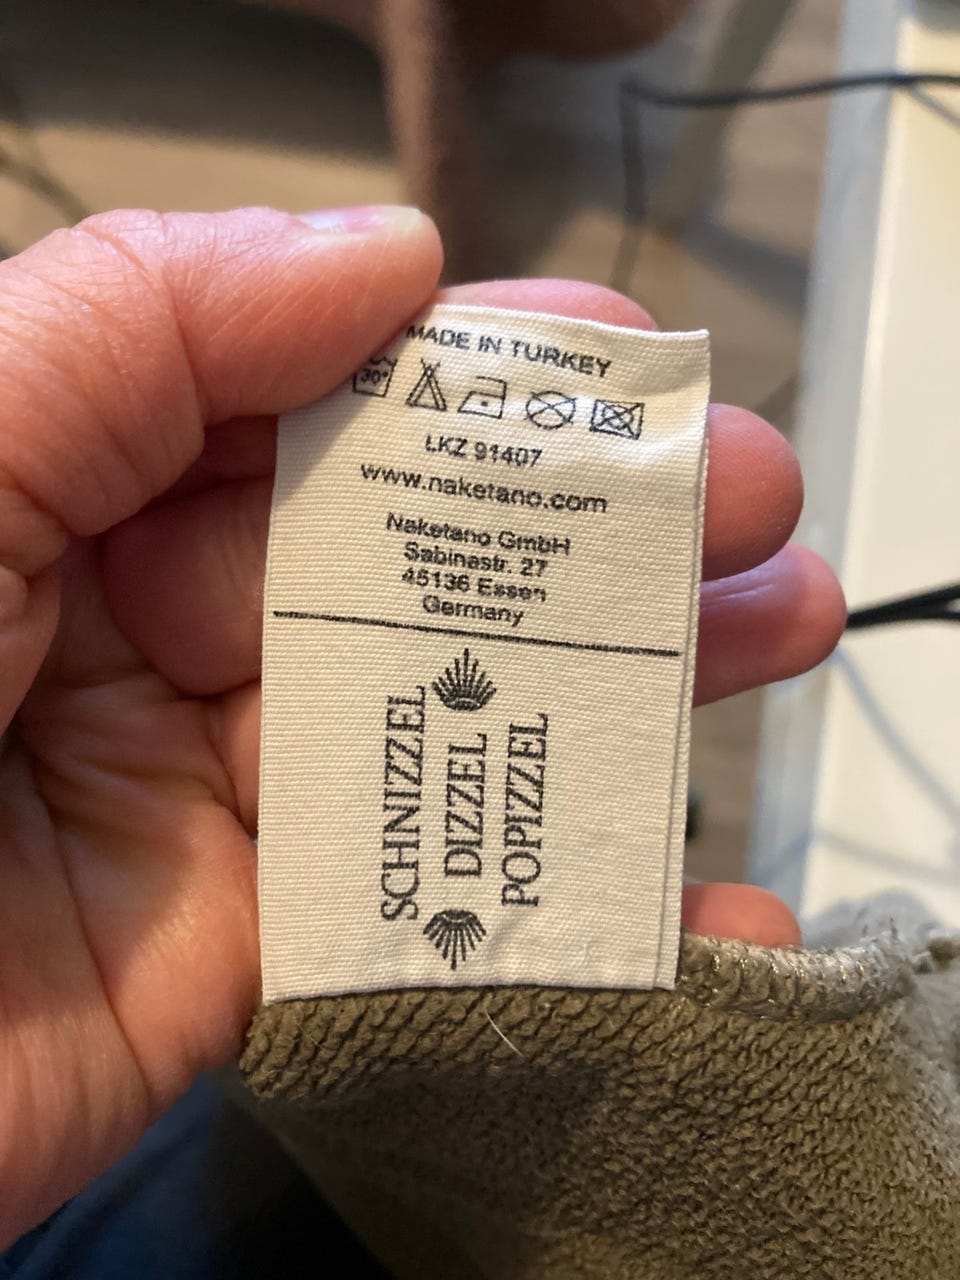 MADE IN TURKEY
30°
LKZ 91407
www.naketano.com
Naketano GmbH
Sabinastr. 27
45136 Essen
Germany
SCHNIZZEL
DIZZEL
POPIZZEL